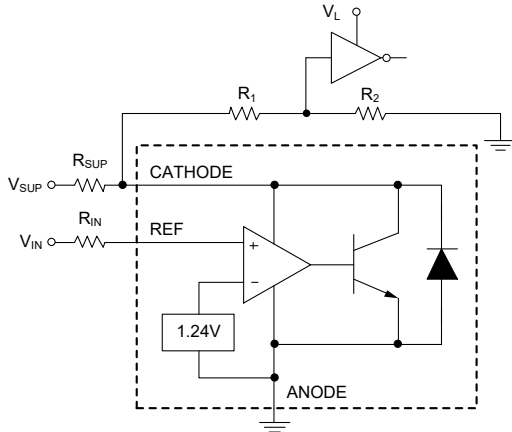 V_L
R_1
R_2
R_SUP
V_SUP
CATHODE
R_IN
V_IN
REF
+
−
1.24V
ANODE